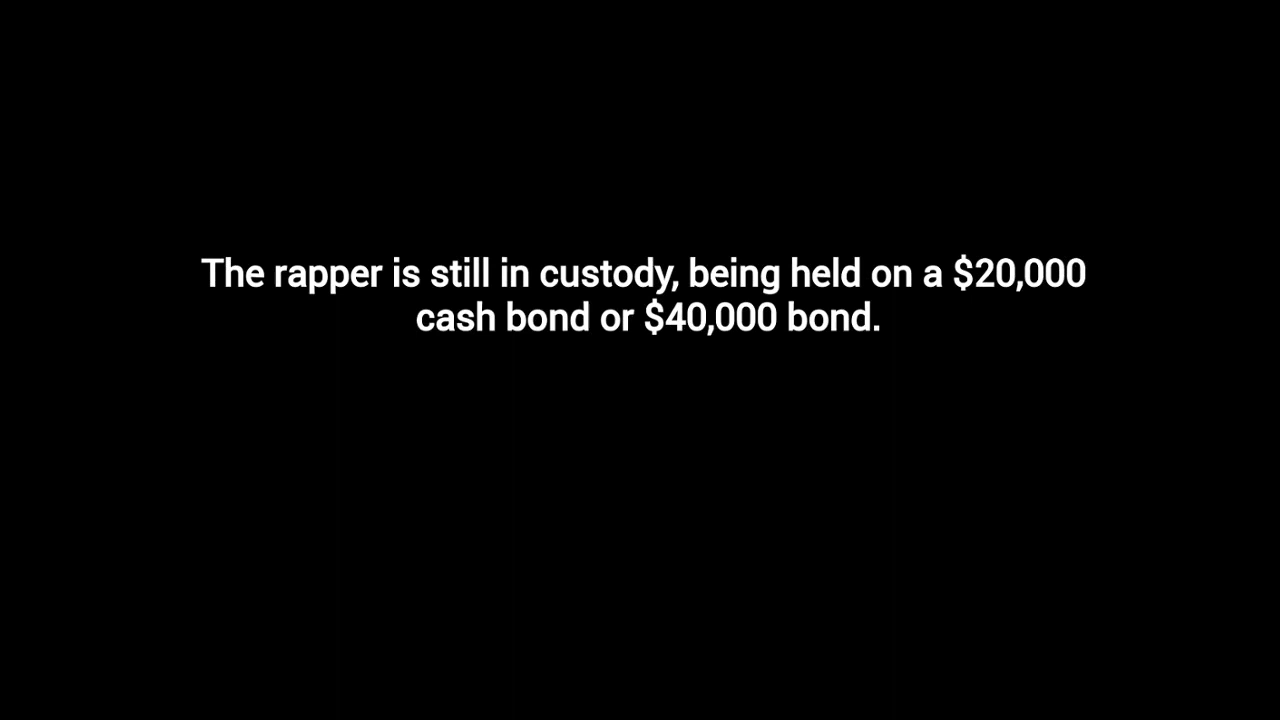 The rapper is still in custody, being held on a $20,000
cash bond or $40,000 bond.